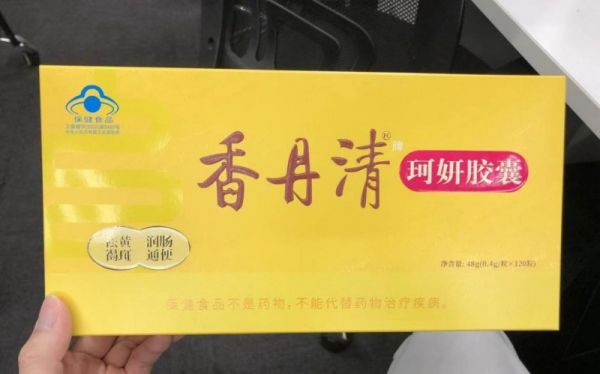 保健食品
香丹清®牌
珂妍胶囊
祛黄 润肠
褐斑 通便
净含量: 48g(0.4g/粒×120粒)
保健食品不是药物，不能代替药物治疗疾病。